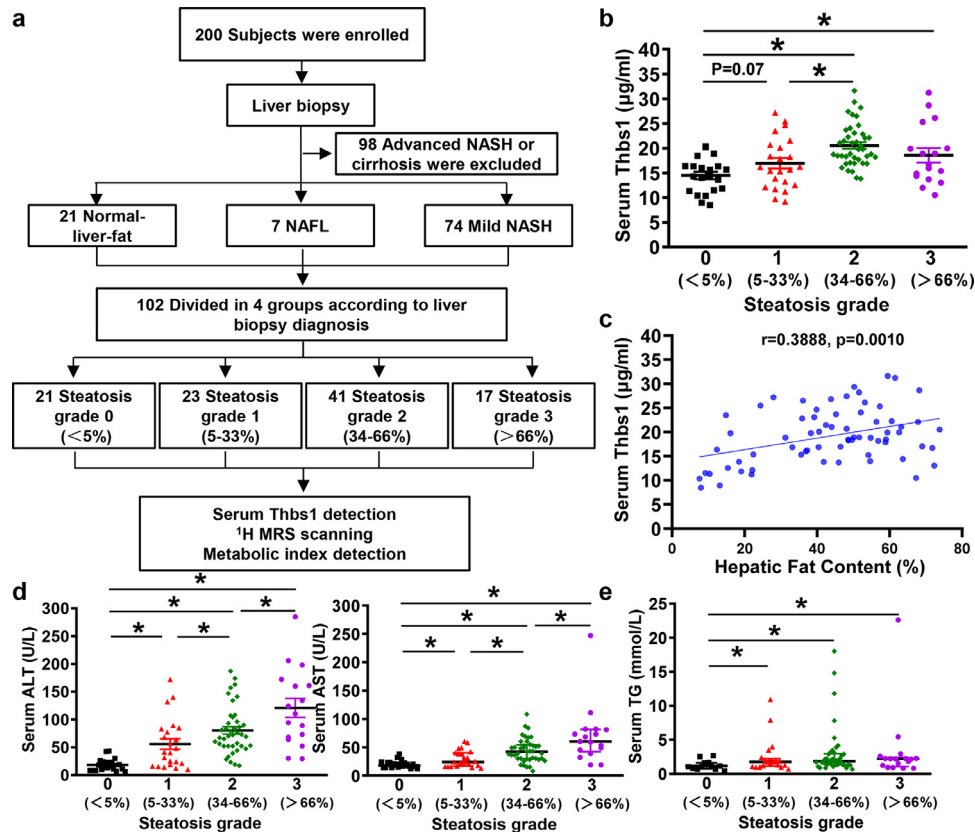 a
200 Subjects were enrolled
Liver biopsy
98 Advanced NASH or
cirrhosis were excluded
21 Normal-
liver-fat
7 NAFL
74 Mild NASH
102 Divided in 4 groups according to liver
biopsy diagnosis
21 Steatosis
grade 0
(<5%)
23 Steatosis
grade 1
(5-33%)
41 Steatosis
grade 2
(34-66%)
17 Steatosis
grade 3
(>66%)
Serum Thbs1 detection
¹H MRS scanning
Metabolic index detection
b
Serum Thbs1 (μg/ml)
40
35
30
25
20
15
10
5
0
P=0.07
*
*
*
0 1 2 3
(<5%) (5-33%) (34-66%) (>66%)
Steatosis grade
c
r=0.3888, p=0.0010
Serum Thbs1 (μg/ml)
40
35
30
25
20
15
10
5
0
0 20 40 60 80
Hepatic Fat Content (%)
d
Serum ALT (U/L)
300
250
200
150
100
50
0
*
*
*
*
*
0 1 2 3
(<5%) (5-33%) (34-66%) (>66%)
Steatosis grade
Serum AST (U/L)
300
250
200
150
100
50
0
*
*
*
*
*
0 1 2 3
(<5%) (5-33%) (34-66%) (>66%)
Steatosis grade
e
Serum TG (mmol/L)
25
20
15
10
5
0
*
*
*
0 1 2 3
(<5%) (5-33%) (34-66%) (>66%)
Steatosis grade